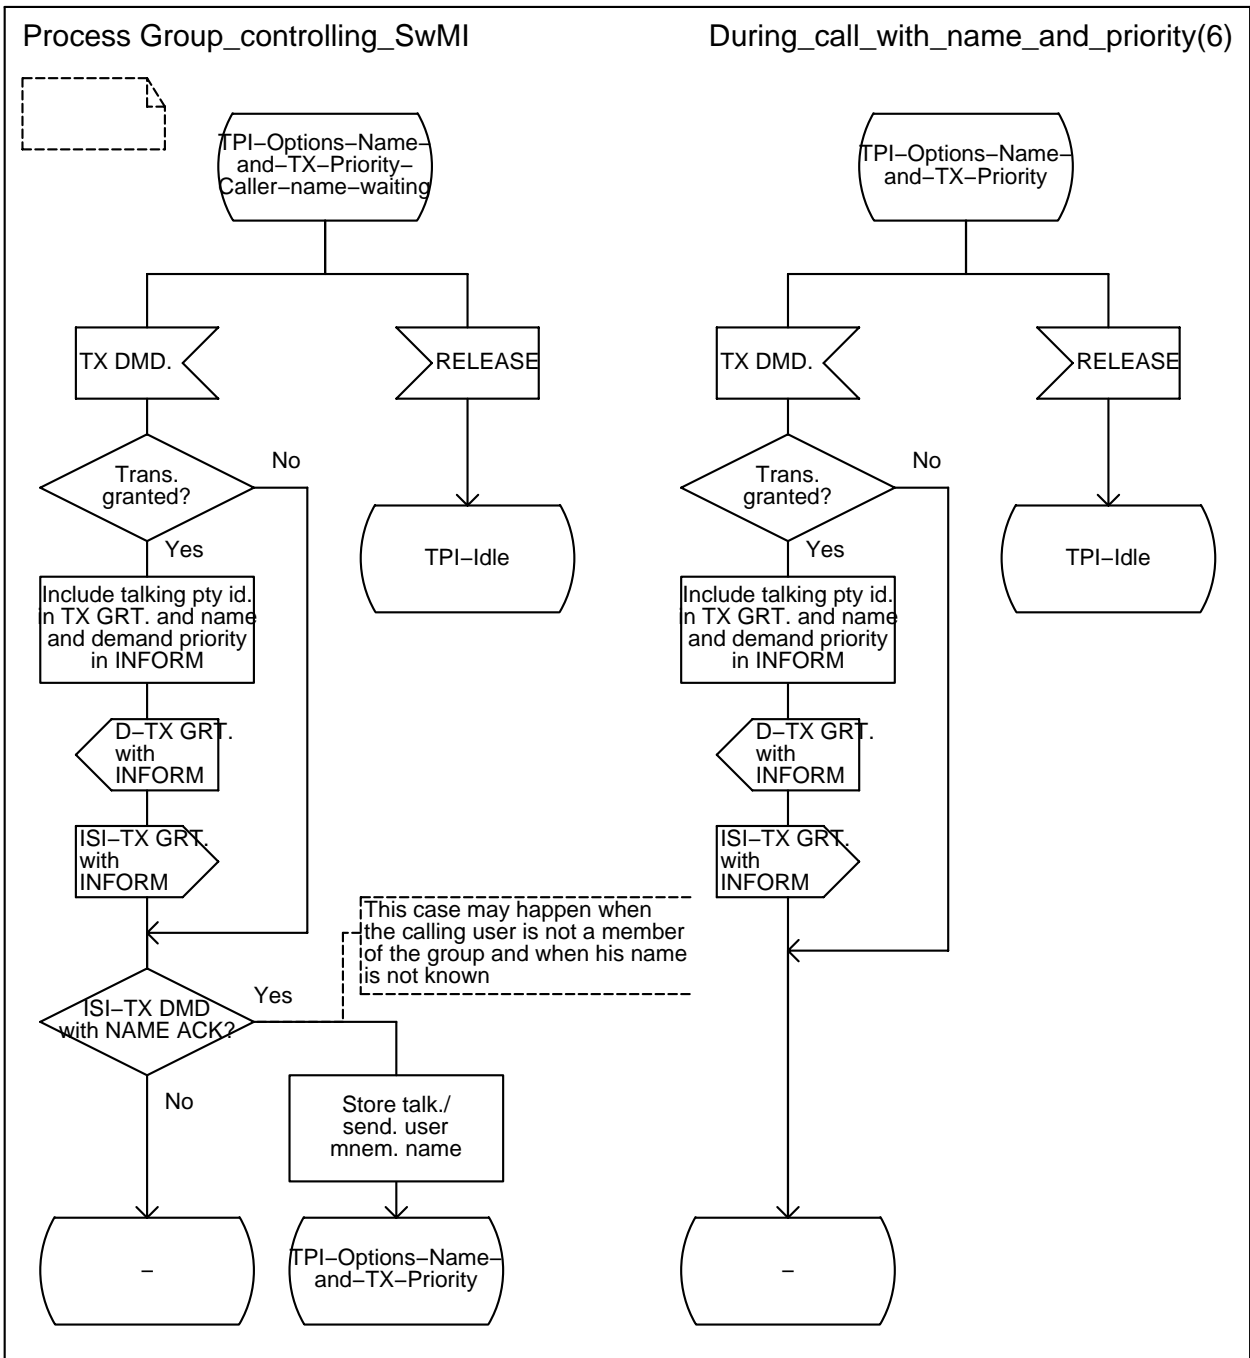 Process Group_controlling_SwMI
During_call_with_name_and_priority(6)
TPI–Options–Name–
and–TX–Priority–
Caller–name–waiting
TX DMD.
RELEASE
Trans.
granted?
No
Yes
TPI–Idle
Include talking pty id.
in TX GRT. and name
and demand priority
in INFORM
D–TX GRT.
with
INFORM
ISI–TX GRT.
with
INFORM
This case may happen when
the calling user is not a member
of the group and when his name
is not known
ISI–TX DMD
with NAME ACK?
Yes
No
Store talk./
send. user
mnem. name
–
TPI–Options–Name–
and–TX–Priority
TPI–Options–Name–
and–TX–Priority
TX DMD.
RELEASE
Trans.
granted?
No
Yes
TPI–Idle
Include talking pty id.
in TX GRT. and name
and demand priority
in INFORM
D–TX GRT.
with
INFORM
ISI–TX GRT.
with
INFORM
–